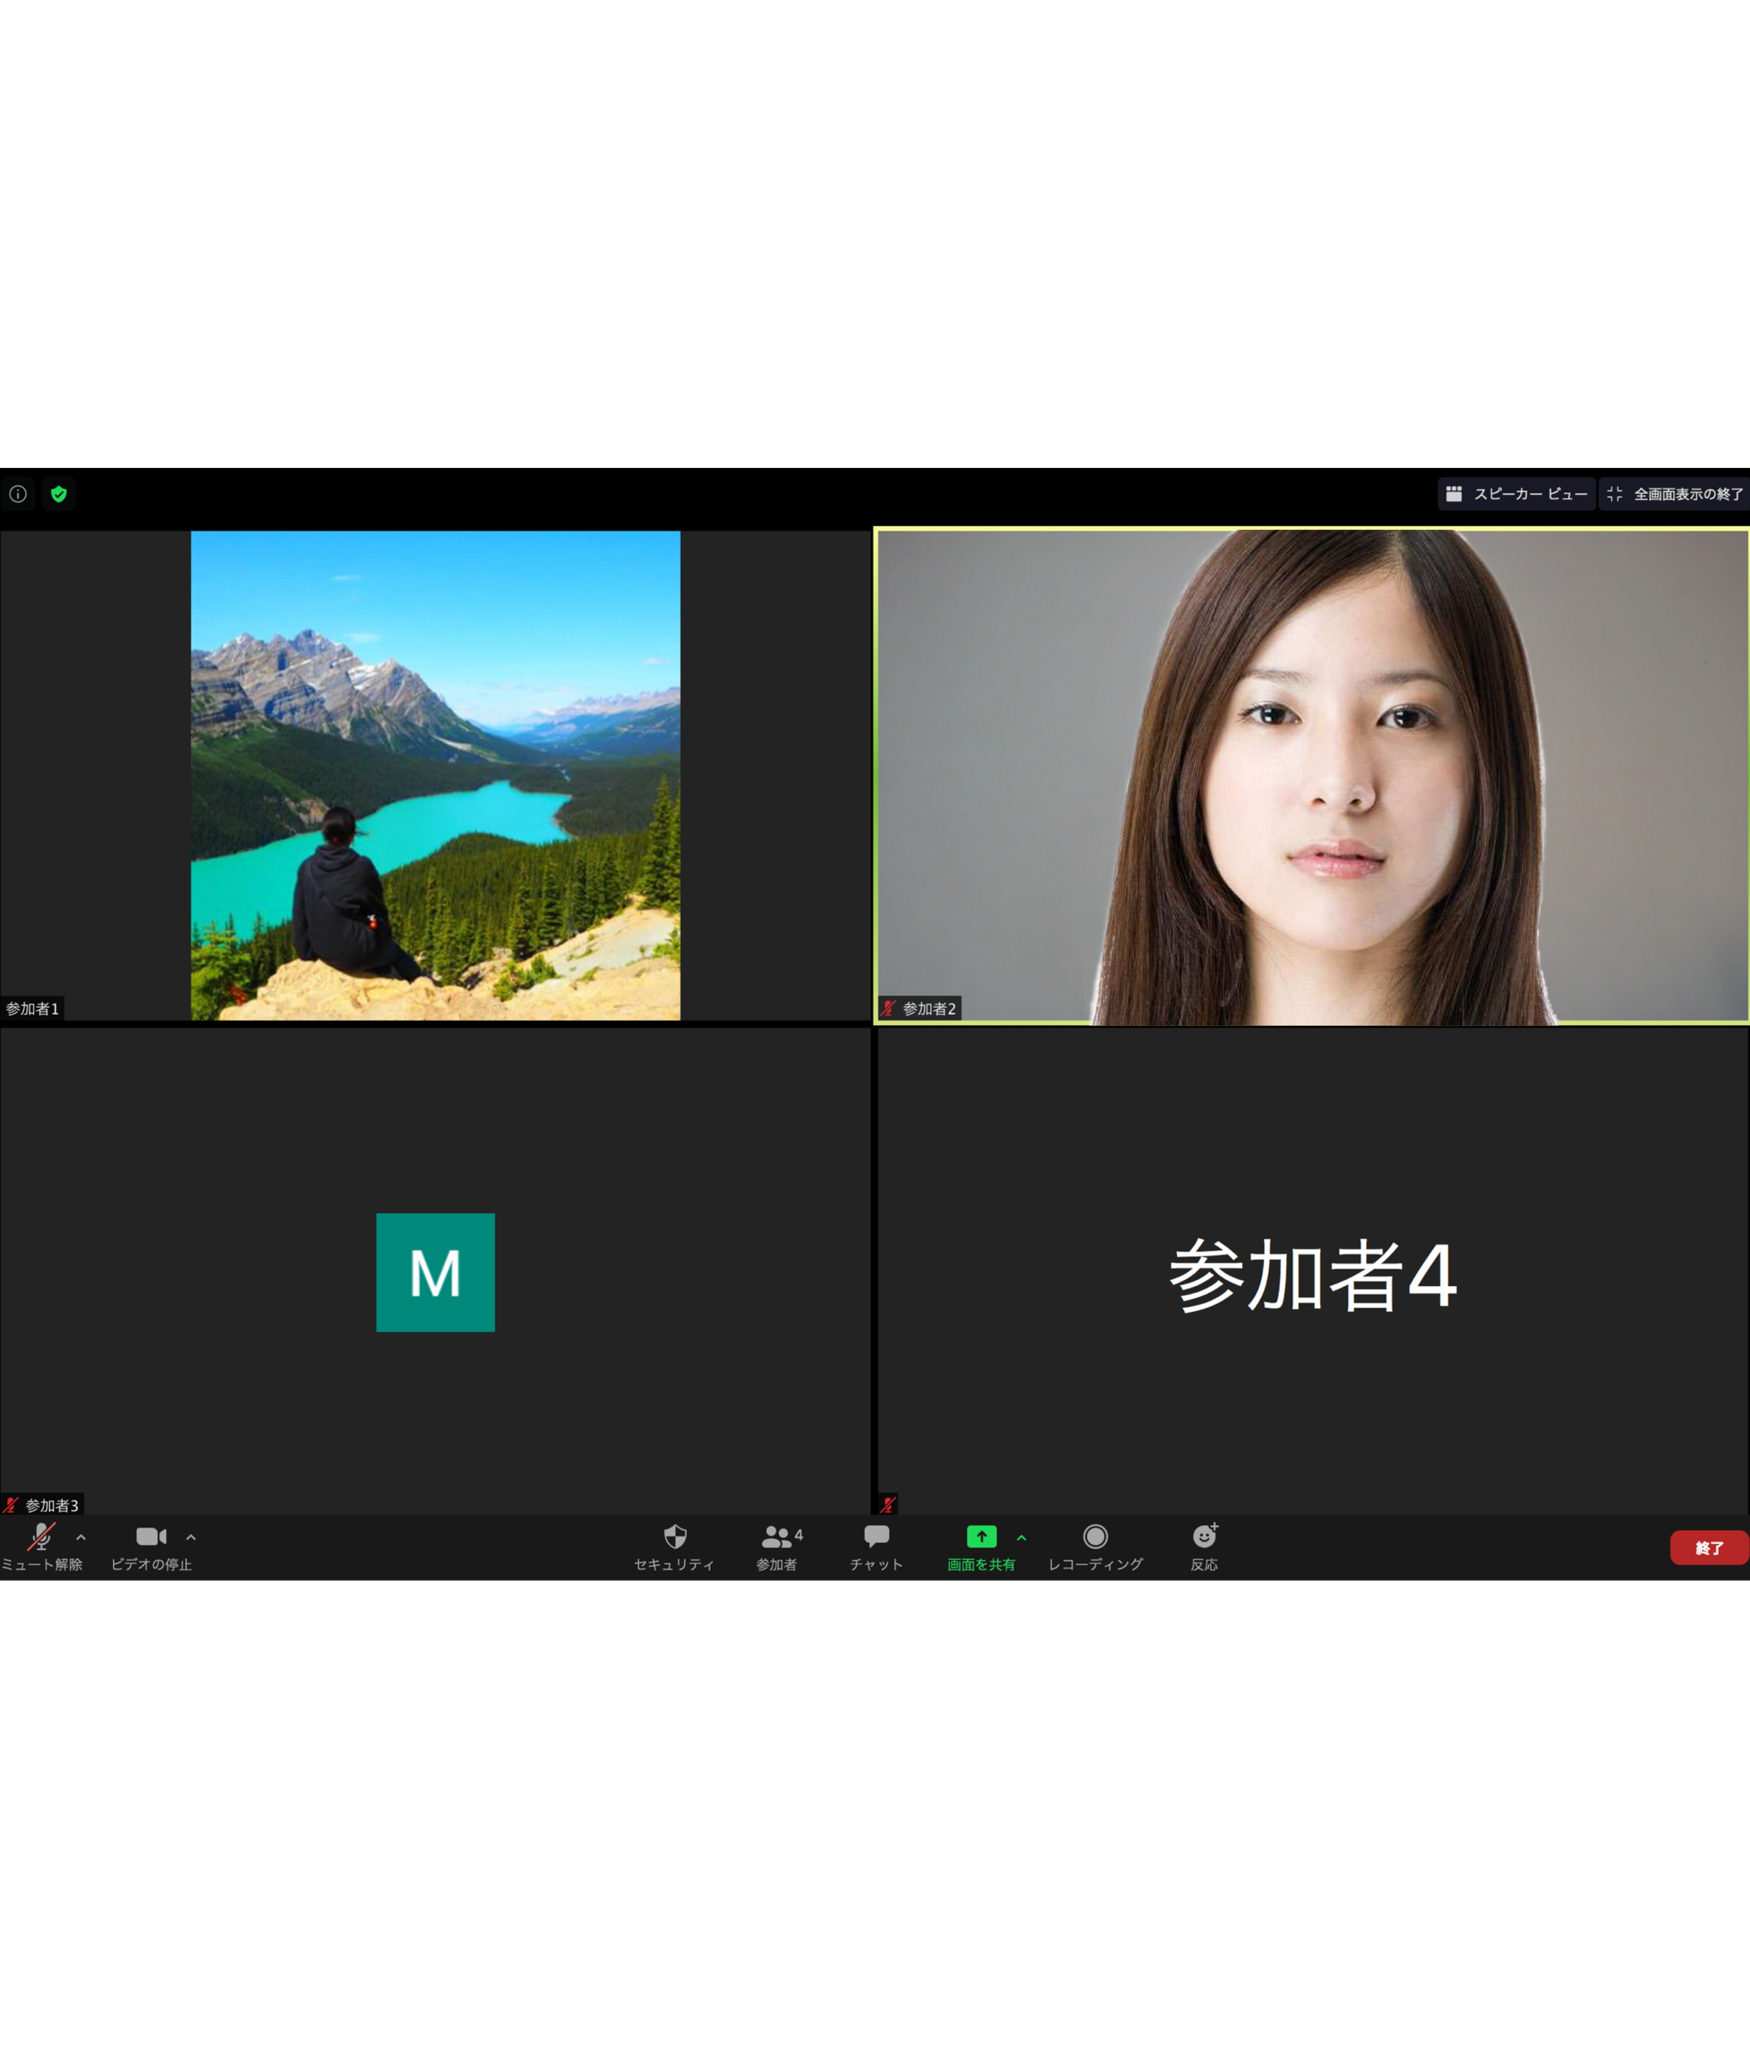 スピーカー ビュー
全画面表示の終了
参加者1
参加者2
M
参加者4
参加者3
ミュート解除
ビデオの停止
セキュリティ
4
参加者
チャット
画面を共有
レコーディング
反応
終了